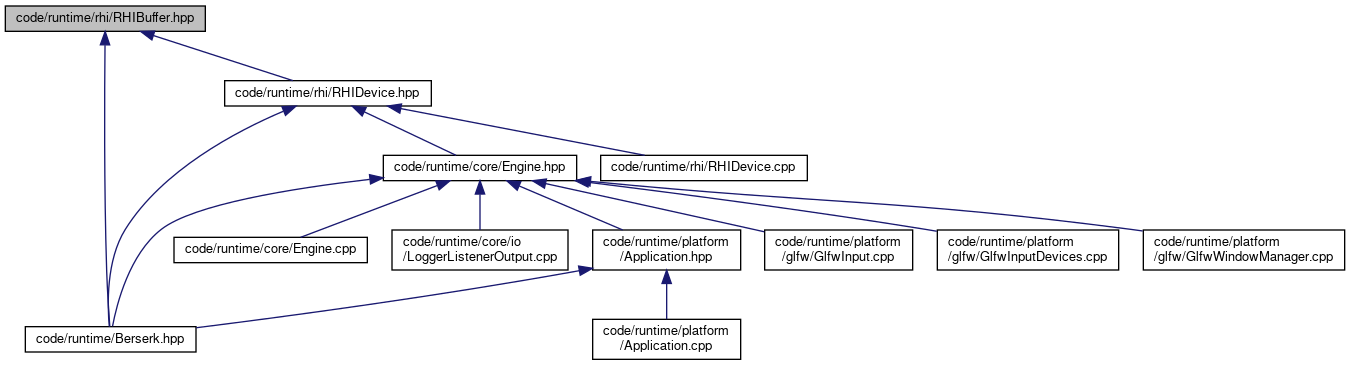 code/runtime/rhi/RHIBuffer.hpp
code/runtime/rhi/RHIDevice.hpp
code/runtime/core/Engine.hpp
code/runtime/rhi/RHIDevice.cpp
code/runtime/core/Engine.cpp
code/runtime/core/io
/LoggerListenerOutput.cpp
code/runtime/platform
/Application.hpp
code/runtime/platform
/glfw/GlfwInput.cpp
code/runtime/platform
/glfw/GlfwInputDevices.cpp
code/runtime/platform
/glfw/GlfwWindowManager.cpp
code/runtime/Berserk.hpp
code/runtime/platform
/Application.cpp